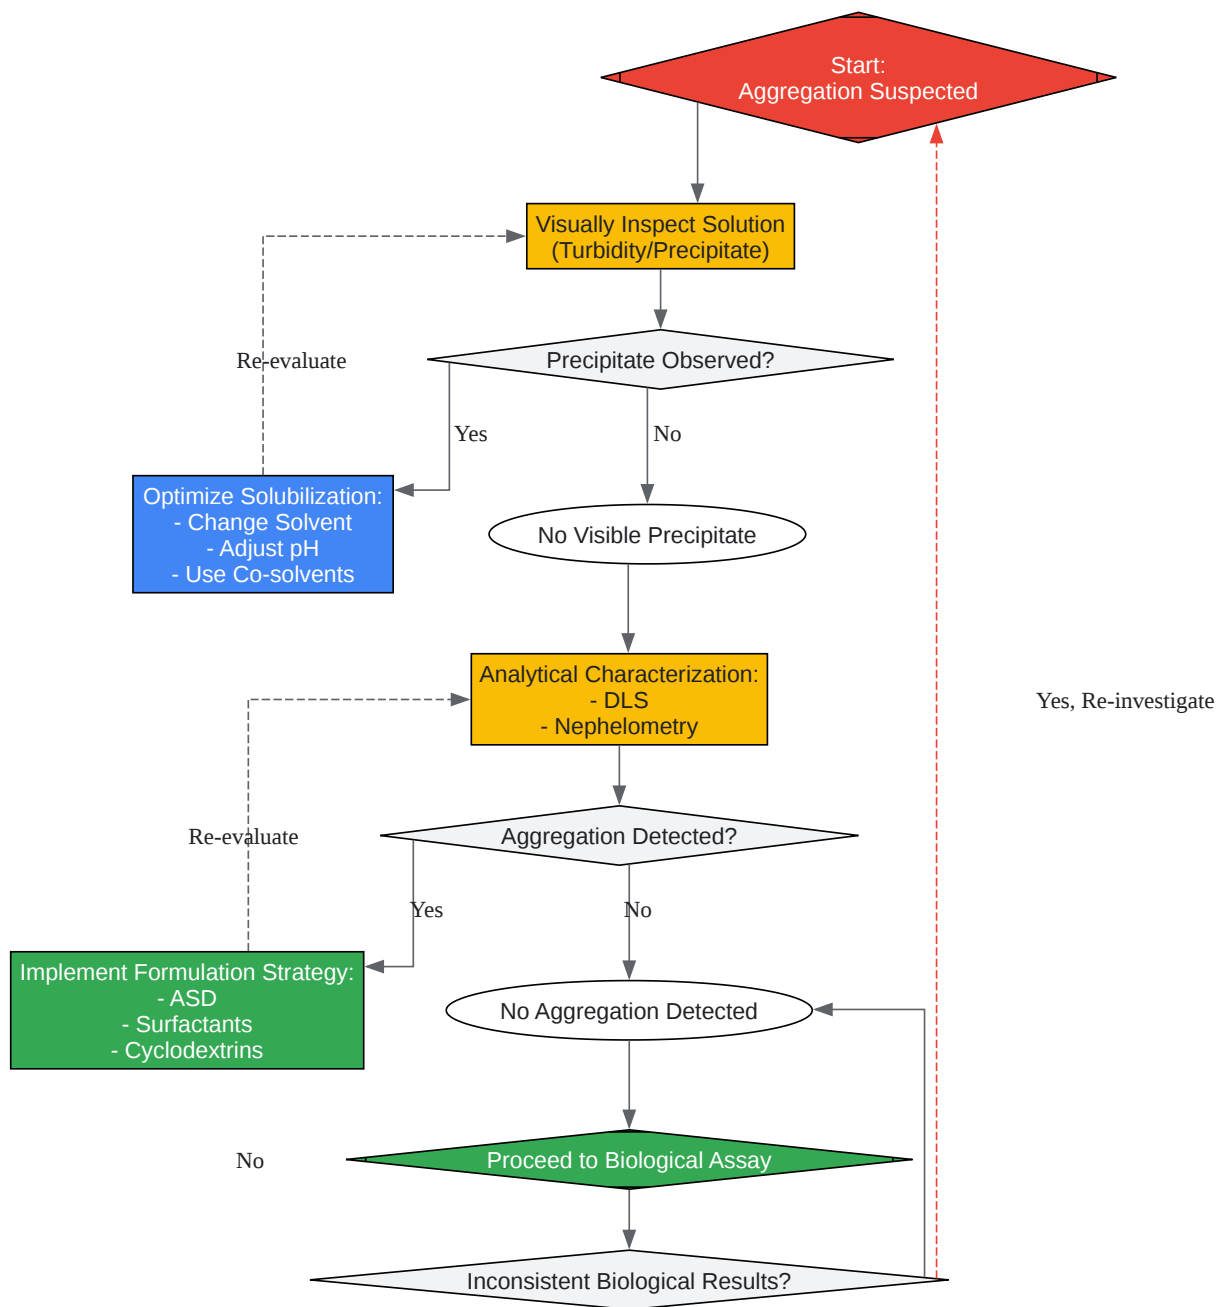 Start:
Aggregation Suspected
Visually Inspect Solution
(Turbidity/Precipitate)
Re-evaluate
Precipitate Observed?
Yes
No
Optimize Solubilization:
- Change Solvent
- Adjust pH
- Use Co-solvents
No Visible Precipitate
Analytical Characterization:
- DLS
- Nephelometry
Yes, Re-investigate
Re-evaluate
Aggregation Detected?
Yes
No
Implement Formulation Strategy:
- ASD
- Surfactants
- Cyclodextrins
No Aggregation Detected
No
Proceed to Biological Assay
Inconsistent Biological Results?